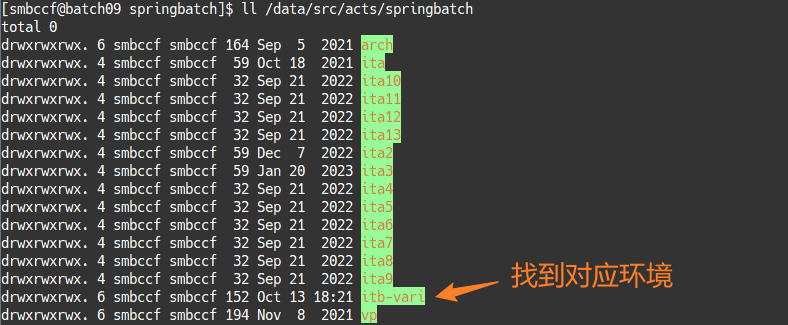 [smbccf@batch09 springbatch]$ ll /data/src/acts/springbatch
total 0
drwxrwxrwx. 6 smbccf smbccf 164 Sep  5  2021 arch
drwxrwxrwx. 4 smbccf smbccf  59 Oct 18  2021 ita
drwxrwxrwx. 4 smbccf smbccf  32 Sep 21  2022 ita10
drwxrwxrwx. 4 smbccf smbccf  32 Sep 21  2022 ita11
drwxrwxrwx. 4 smbccf smbccf  32 Sep 21  2022 ita12
drwxrwxrwx. 4 smbccf smbccf  32 Sep 21  2022 ita13
drwxrwxrwx. 4 smbccf smbccf  59 Dec  7  2022 ita2
drwxrwxrwx. 4 smbccf smbccf  59 Jan 20  2023 ita3
drwxrwxrwx. 4 smbccf smbccf  32 Sep 21  2022 ita4
drwxrwxrwx. 4 smbccf smbccf  32 Sep 21  2022 ita5
drwxrwxrwx. 4 smbccf smbccf  32 Sep 21  2022 ita6
drwxrwxrwx. 4 smbccf smbccf  32 Sep 21  2022 ita7
drwxrwxrwx. 4 smbccf smbccf  32 Sep 21  2022 ita8
drwxrwxrwx. 4 smbccf smbccf  32 Sep 21  2022 ita9
drwxrwxrwx. 6 smbccf smbccf 152 Oct 13 18:21 itb-vari
找到对应环境
drwxrwxrwx. 6 smbccf smbccf 194 Nov  8  2021 vp